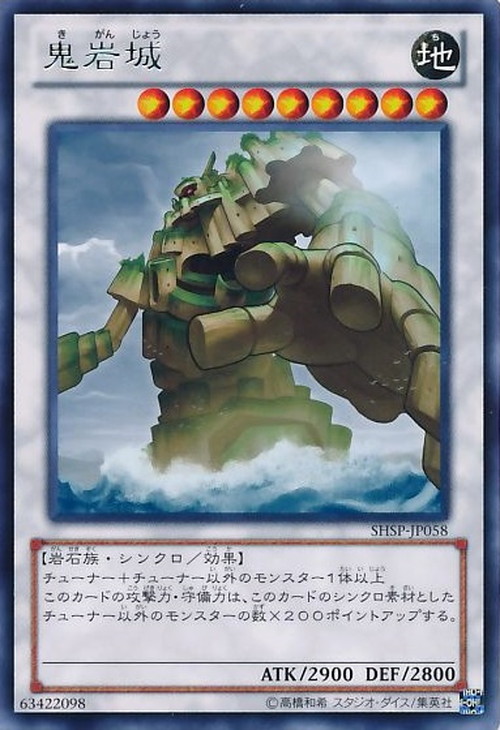 鬼岩城
地
SHSP-JP058
【岩石族・シンクロ／効果】
チューナー＋チューナー以外のモンスター1体以上
このカードの攻撃力・守備力は、このカードのシンクロ素材とした
チューナー以外のモンスターの数×２００ポイントアップする。
ATK/2900 DEF/2800
63422098
©高橋和希 スタジオ・ダイス/集英社